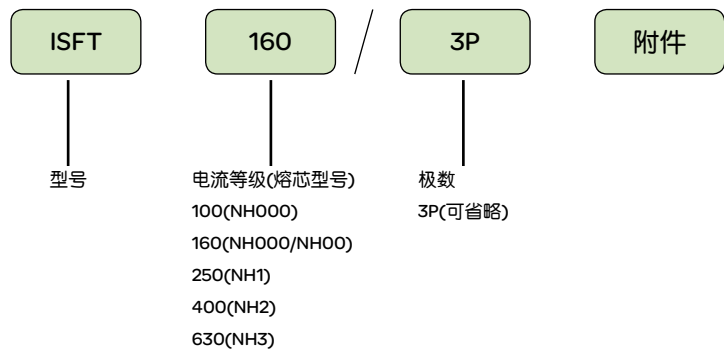 ISFT 160 / 3P 附件
型号 电流等级(熔芯型号) 极数
100(NH000) 3P(可省略)
160(NH000/NH00)
250(NH1)
400(NH2)
630(NH3)